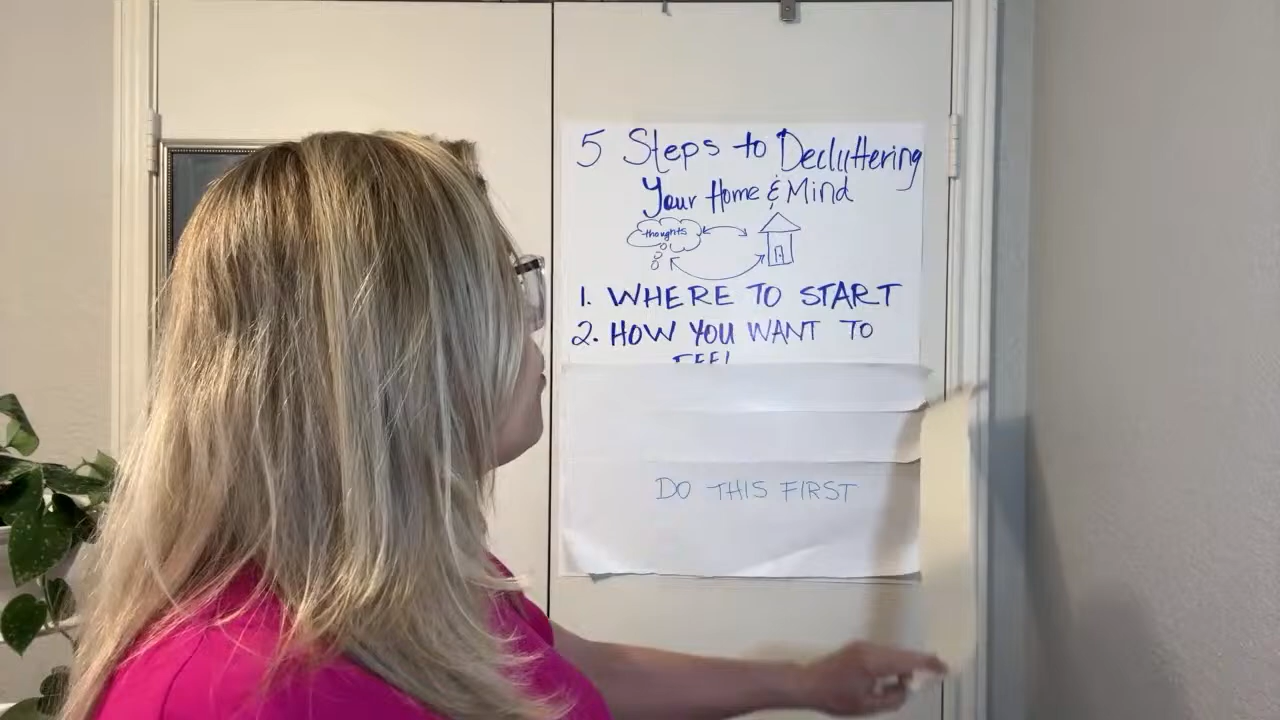 5 Steps to Decluttering
Your Home & Mind
thoughts
1. WHERE TO START
2. HOW YOU WANT TO
DO THIS FIRST